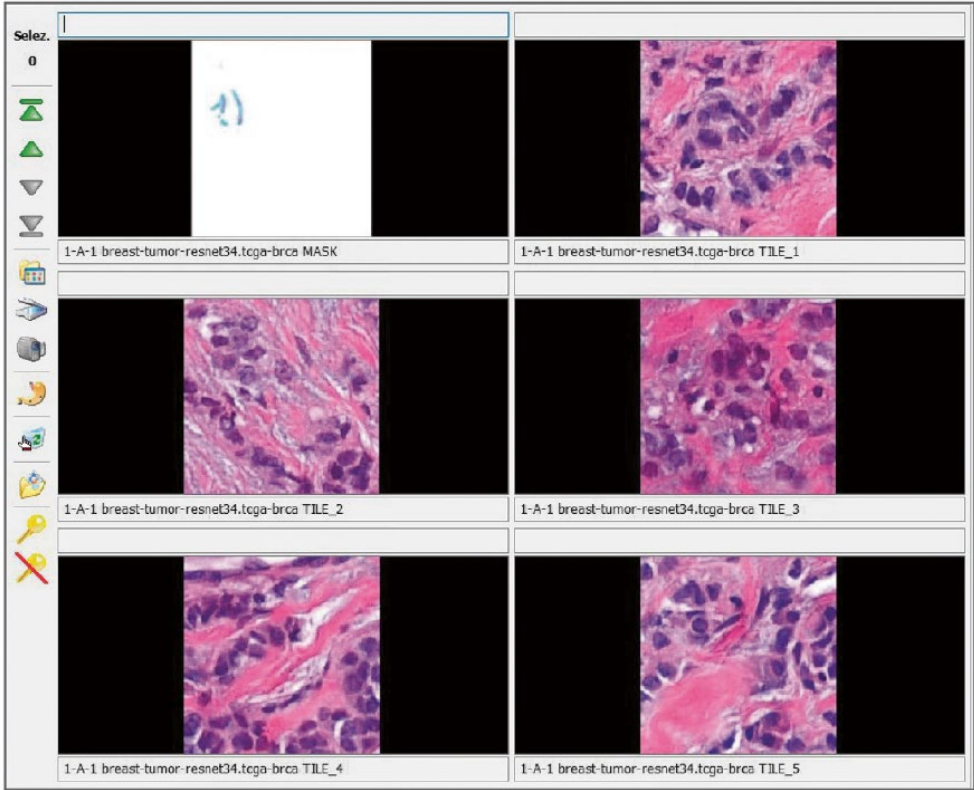 Selez.
0
1-A-1 breast-tumor-resnet34.tcga-brca MASK
1-A-1 breast-tumor-resnet34.tcga-brca TILE_1
1-A-1 breast-tumor-resnet34.tcga-brca TILE_2
1-A-1 breast-tumor-resnet34.tcga-brca TILE_3
1-A-1 breast-tumor-resnet34.tcga-brca TILE_4
1-A-1 breast-tumor-resnet34.tcga-brca TILE_5